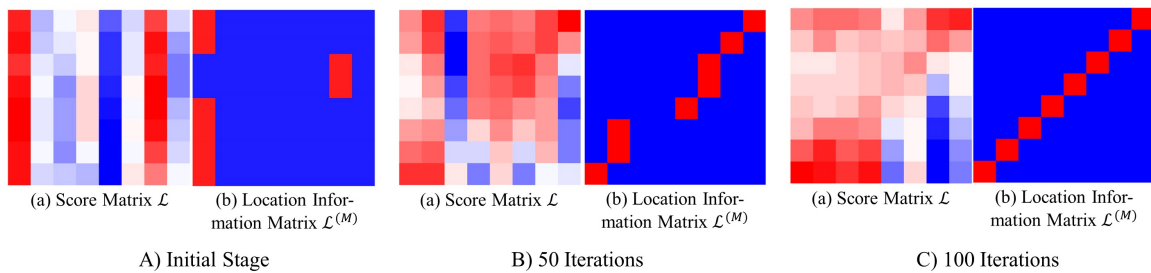 (a) Score Matrix ℒ
(b) Location Infor-
mation Matrix ℒ^(M)
A) Initial Stage
(a) Score Matrix ℒ
(b) Location Infor-
mation Matrix ℒ^(M)
B) 50 Iterations
(a) Score Matrix ℒ
(b) Location Infor-
mation Matrix ℒ^(M)
C) 100 Iterations